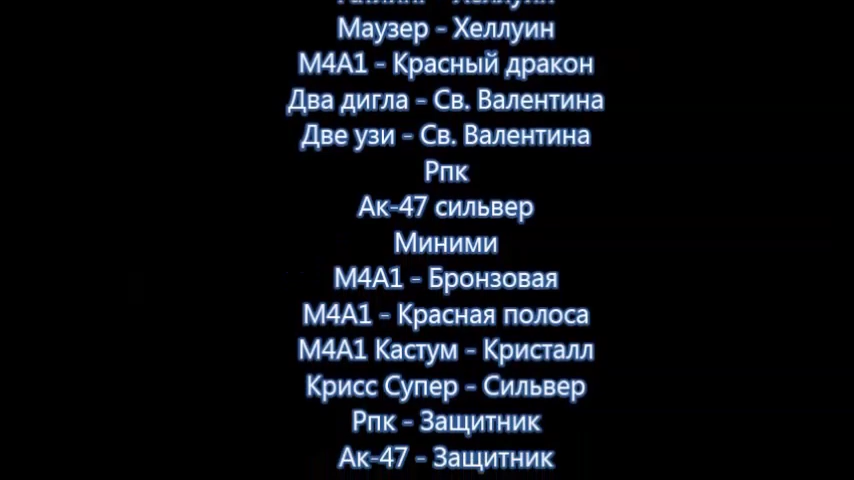 Маузер - Хеллуин
М4А1 - Красный дракон
Два дигла - Св. Валентина
Две узи - Св. Валентина
Рпк
Ак-47 сильвер
Миними
М4А1 - Бронзовая
М4А1 - Красная полоса
М4А1 Кастум - Кристалл
Крисс Супер - Сильвер
Рпк - Защитник
Ак-47 - Защитник